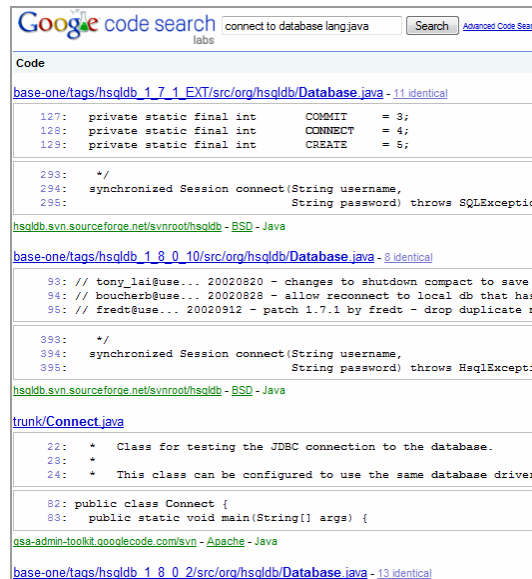 Google code search labs connect to database lang:java Search Advanced Code Sear
Code
base-one/tags/hsqldb_1_7_1_EXT/src/org/hsqldb/Database.java - 11 identical
127: private static final int COMMIT = 3;
128: private static final int CONNECT = 4;
129: private static final int CREATE = 5;
293: */
294: synchronized Session connect(String username,
295: String password) throws SQLExceptio
hsqldb.svn.sourceforge.net/svnroot/hsqldb - BSD - Java
base-one/tags/hsqldb_1_8_0_10/src/org/hsqldb/Database.java - 8 identical
93: // tony_lai@use... 20020820 - changes to shutdown compact to save
94: // boucherb@use... 20020828 - allow reconnect to local db that has
95: // fredt@use... 20020912 - patch 1.7.1 by fredt - drop duplicate
393: */
394: synchronized Session connect(String username,
395: String password) throws HsqlExcepti
hsqldb.svn.sourceforge.net/svnroot/hsqldb - BSD - Java
trunk/Connect.java
22: * Class for testing the JDBC connection to the database.
23: *
24: * This class can be configured to use the same database driver
82: public class Connect {
83: public static void main(String[] args) {
gsa-admin-toolkit.googlecode.com/svn - Apache - Java
base-one/tags/hsqldb_1_8_0_2/src/org/hsqldb/Database.java - 13 identical